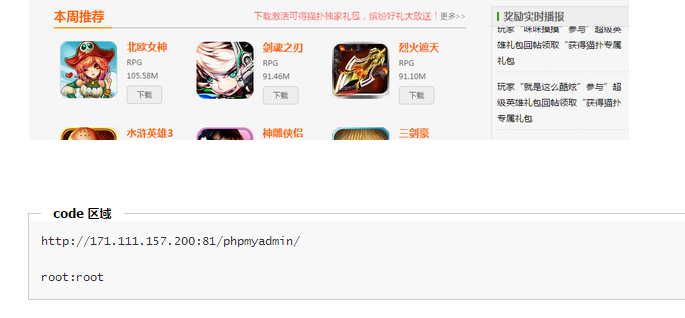 本周推荐
下载激活可得猫扑独家礼包，缤纷好礼大放送！更多>>
北欧女神
RPG
105.58M
下载
剑魂之刃
RPG
91.46M
下载
烈火遮天
RPG
91.10M
下载
水浒英雄3
神雕侠侣
三剑豪
奖励实时播报
玩家“咪咪摸摸”参与”超级英
雄礼包回帖领取“获得猫扑专属
礼包
玩家“就是这么酷炫”参与”超
级英雄礼包回帖领取“获得猫扑
专属礼包
code 区域
http://171.111.157.200:81/phpmyadmin/
root:root